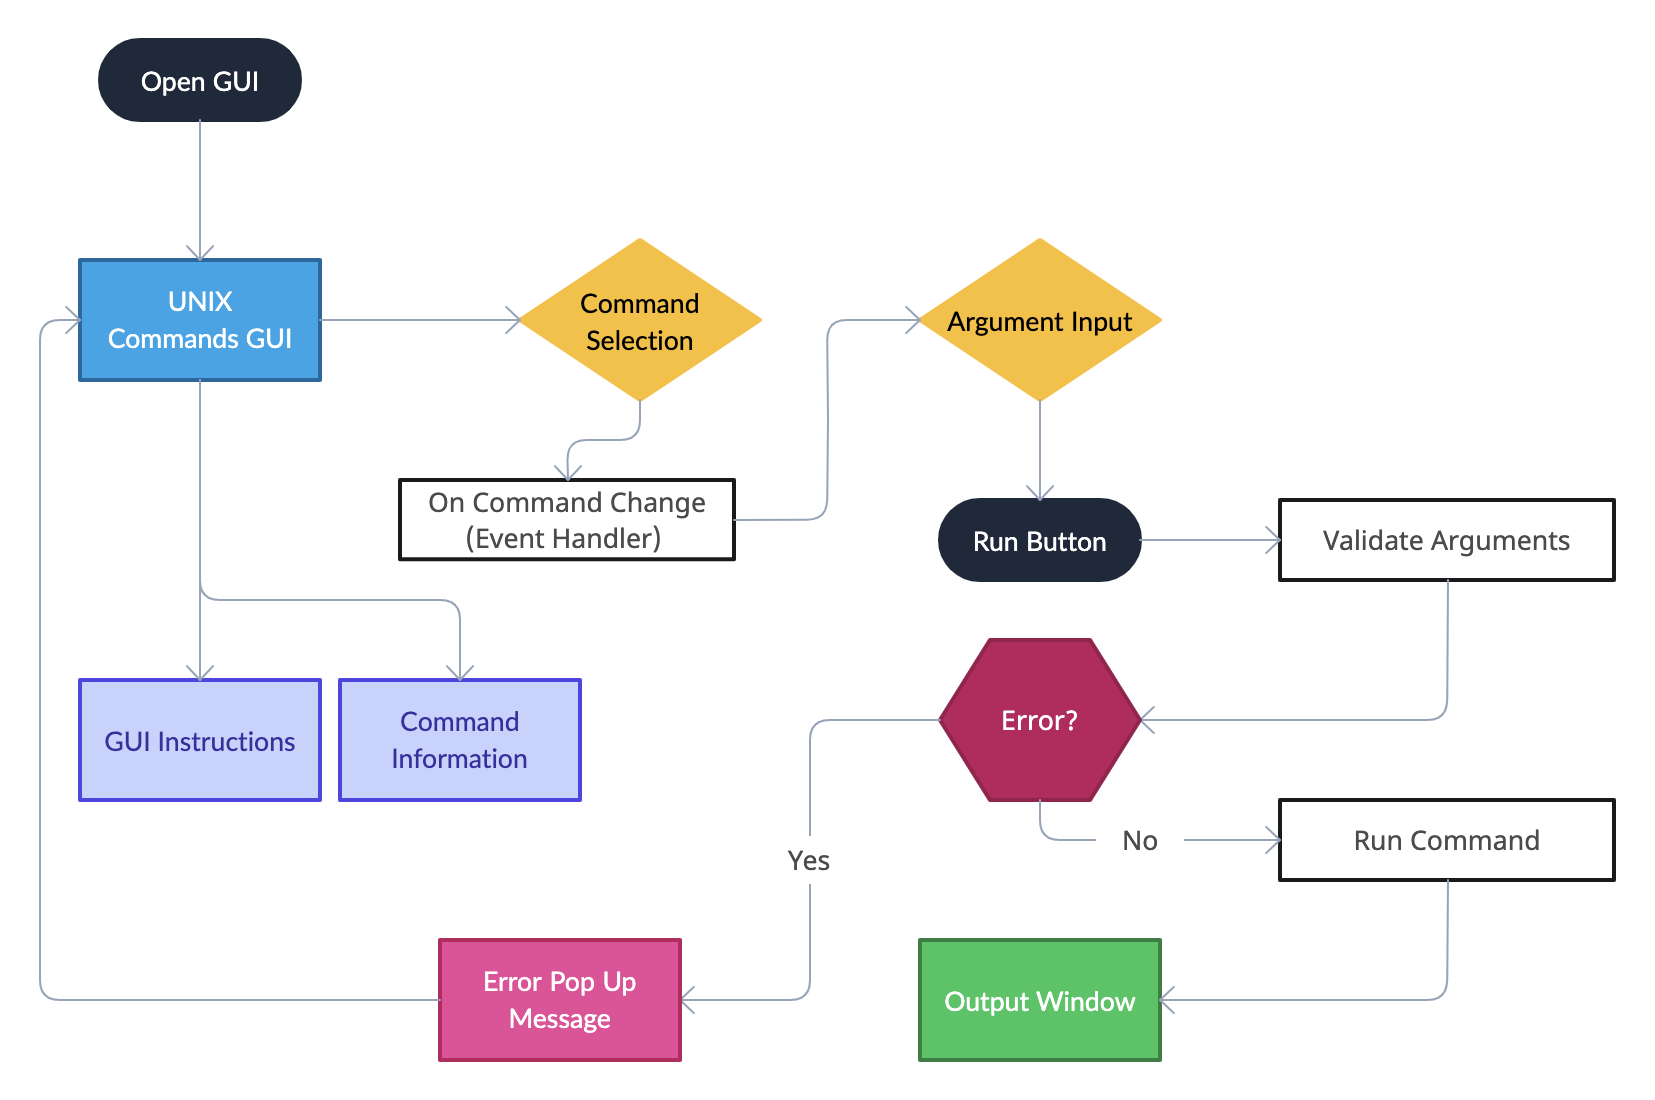 Open GUI
UNIX
Commands GUI
Command
Selection
Argument Input
On Command Change
(Event Handler)
Run Button
Validate Arguments
GUI Instructions
Command
Information
Error?
Yes
No
Run Command
Error Pop Up
Message
Output Window